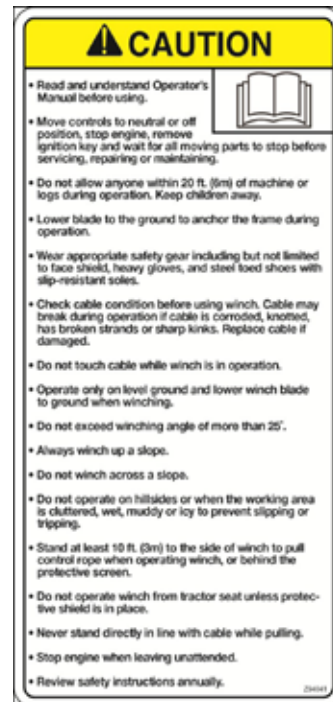 CAUTION
• Read and understand Operator's
Manual before using.
• Move controls to neutral or off
position, stop engine, remove
ignition key and wait for all moving parts to stop before
servicing, repairing or maintaining.
• Do not allow anyone within 20 ft. (6m) of machine or
logs during operation. Keep children away.
• Lower blade to the ground to anchor the frame during
operation.
• Wear appropriate safety gear including but not limited
to face shield, heavy gloves, and steel toed shoes with
slip-resistant soles.
• Check cable condition before using winch. Cable may
break during operation if cable is corroded, knotted,
has broken strands or sharp kinks. Replace cable if
damaged.
• Do not touch cable while winch is in operation.
• Operate only on level ground and lower winch blade
to ground when winching.
• Do not exceed winching angle of more than 25°.
• Always winch up a slope.
• Do not winch across a slope.
• Do not operate on hillsides or when the working area
is cluttered, wet, muddy or icy to prevent slipping or
tripping.
• Stand at least 10 ft. (3m) to the side of winch to pull
control rope when operating winch, or behind the
protective screen.
• Do not operate winch from tractor seat unless protec-
tive shield is in place.
• Never stand directly in line with cable while pulling.
• Stop engine when leaving unattended.
• Review safety instructions annually.